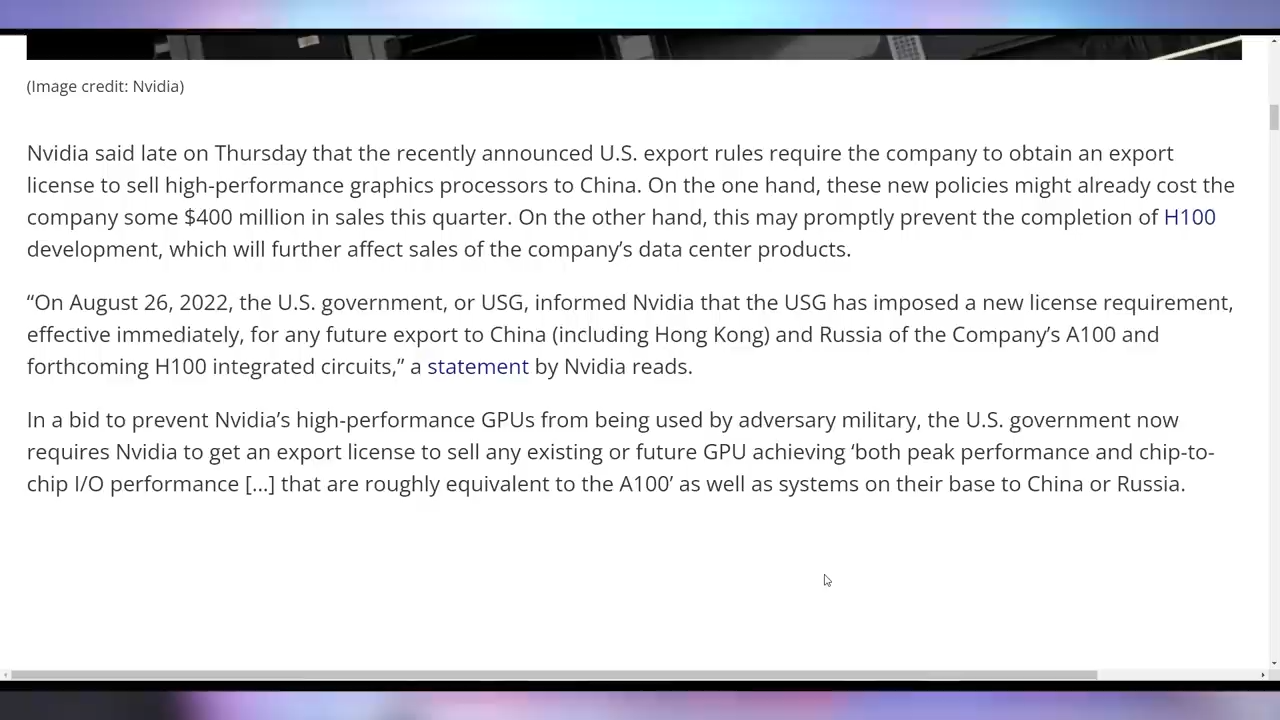 (Image credit: Nvidia)
Nvidia said late on Thursday that the recently announced U.S. export rules require the company to obtain an export
license to sell high-performance graphics processors to China. On the one hand, these new policies might already cost the
company some $400 million in sales this quarter. On the other hand, this may promptly prevent the completion of H100
development, which will further affect sales of the company’s data center products.
“On August 26, 2022, the U.S. government, or USG, informed Nvidia that the USG has imposed a new license requirement,
effective immediately, for any future export to China (including Hong Kong) and Russia of the Company’s A100 and
forthcoming H100 integrated circuits,” a statement by Nvidia reads.
In a bid to prevent Nvidia’s high-performance GPUs from being used by adversary military, the U.S. government now
requires Nvidia to get an export license to sell any existing or future GPU achieving ‘both peak performance and chip-to-
chip I/O performance [...] that are roughly equivalent to the A100’ as well as systems on their base to China or Russia.